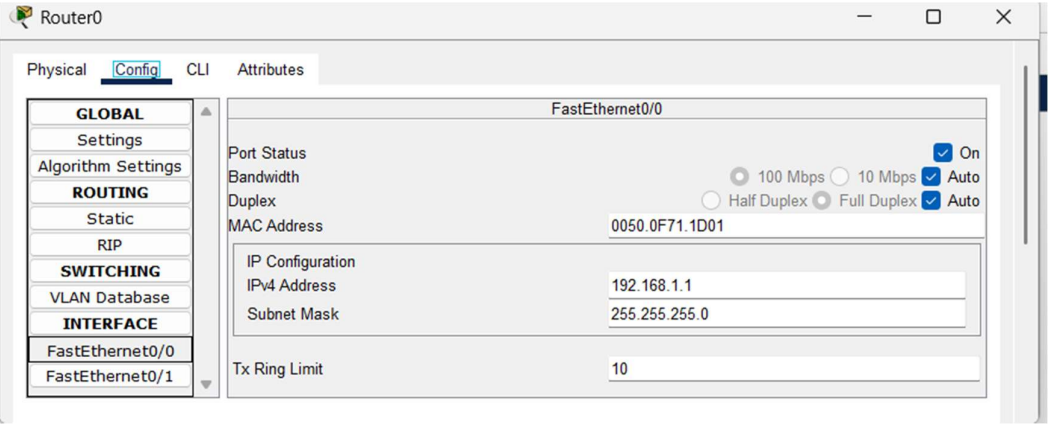 Router0
Physical Config CLI Attributes
GLOBAL
Settings
Algorithm Settings
ROUTING
Static
RIP
SWITCHING
VLAN Database
INTERFACE
FastEthernet0/0
FastEthernet0/1
FastEthernet0/0
Port Status On
Bandwidth 100 Mbps 10 Mbps Auto
Duplex Half Duplex Full Duplex Auto
MAC Address 0050.0F71.1D01
IP Configuration
IPv4 Address 192.168.1.1
Subnet Mask 255.255.255.0
Tx Ring Limit 10